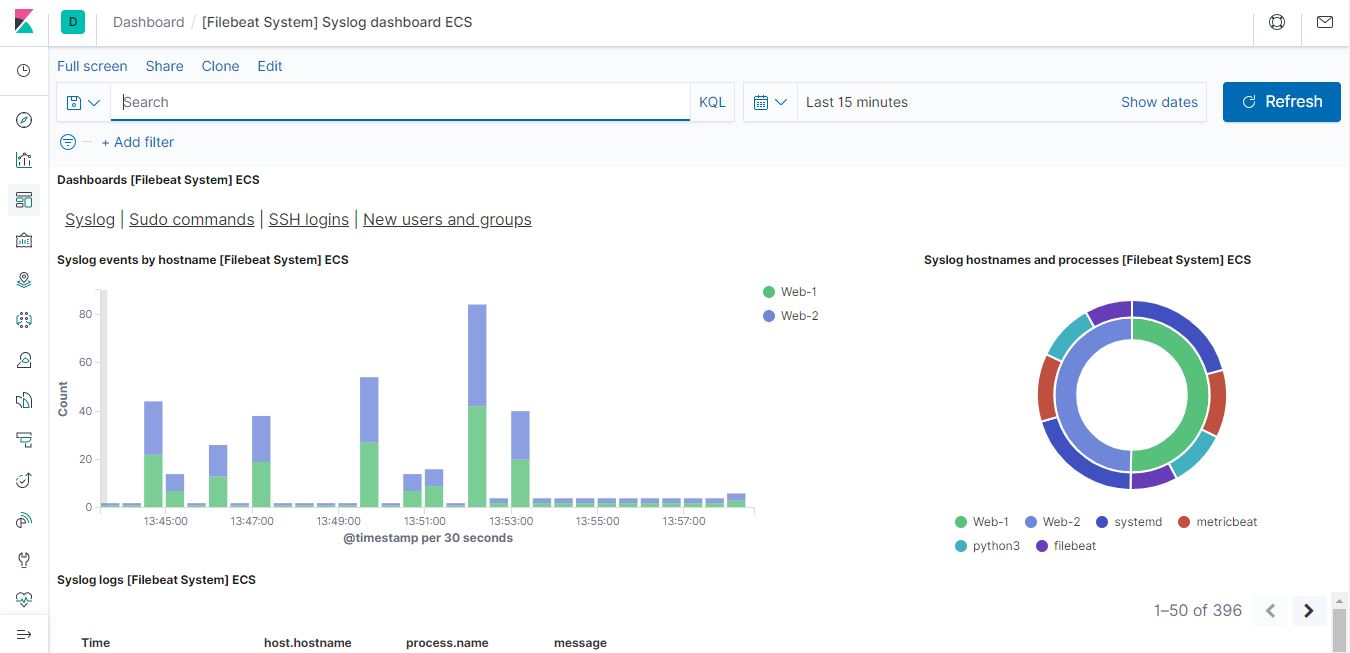 D Dashboard / [Filebeat System] Syslog dashboard ECS
Full screen Share Clone Edit
Search KQL Last 15 minutes Show dates Refresh
+ Add filter
Dashboards [Filebeat System] ECS
Syslog | Sudo commands | SSH logins | New users and groups
Syslog events by hostname [Filebeat System] ECS
80
60
40
20
0
Count
13:45:00 13:47:00 13:49:00 13:51:00 13:53:00 13:55:00 13:57:00
@timestamp per 30 seconds
Web-1
Web-2
Syslog hostnames and processes [Filebeat System] ECS
Web-1 Web-2 systemd metricbeat
python3 filebeat
Syslog logs [Filebeat System] ECS
1–50 of 396
Time host.hostname process.name message